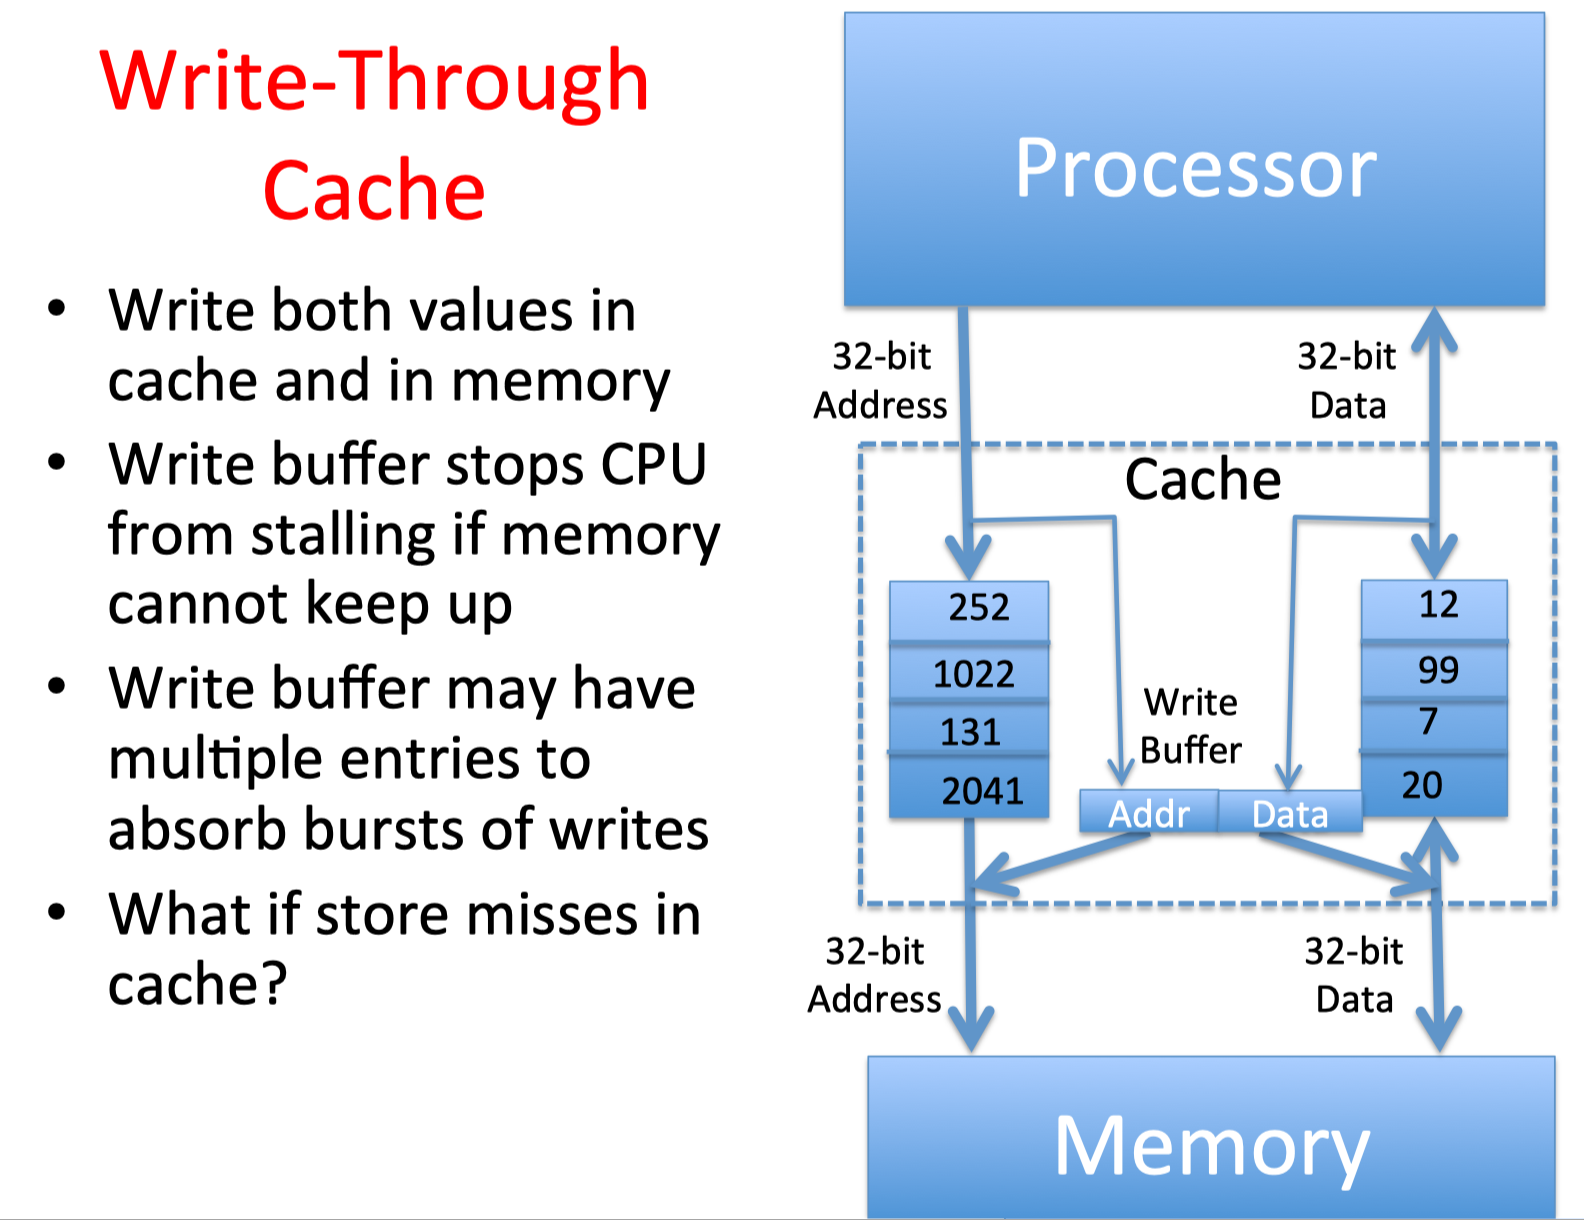 Write-Through
Cache
• Write both values in
cache and in memory
• Write buffer stops CPU
from stalling if memory
cannot keep up
• Write buffer may have
multiple entries to
absorb bursts of writes
• What if store misses in
cache?
Processor
32-bit
Address
32-bit
Data
Cache
252
1022
131
2041
12
99
7
20
Write
Buffer
Addr
Data
32-bit
Address
32-bit
Data
Memory